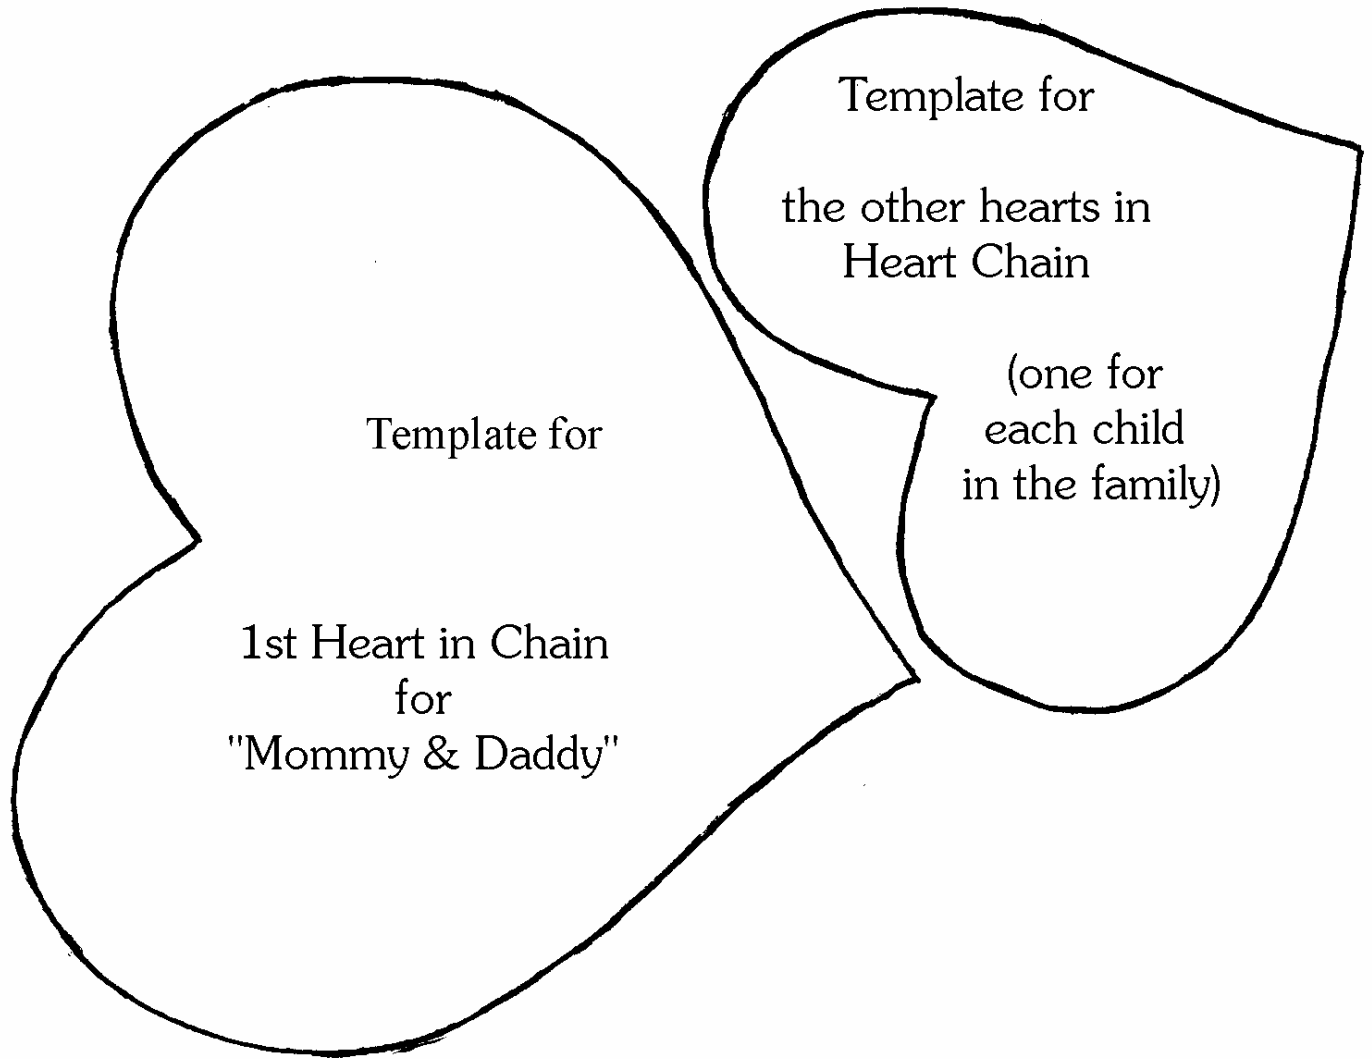 Template for
1st Heart in Chain
for
"Mommy & Daddy"
Template for
the other hearts in
Heart Chain
(one for
each child
in the family)